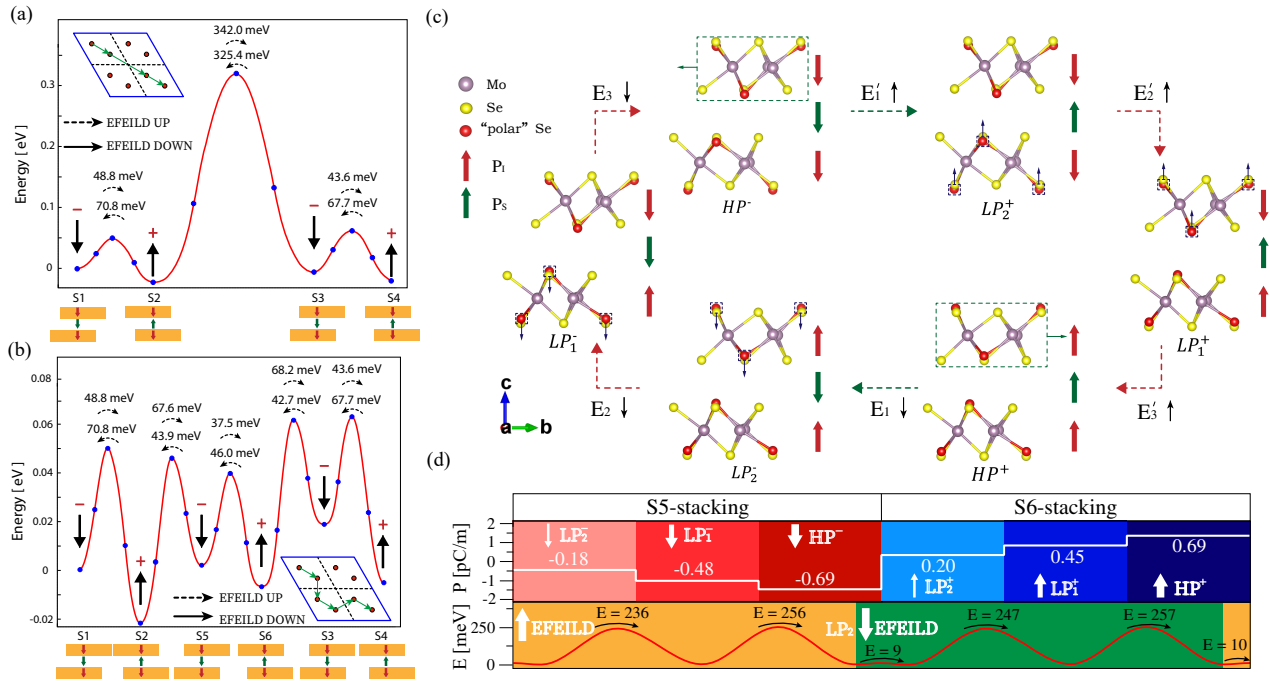 (a)
342.0 meV
325.4 meV
0.3
0.2
0.1
0
Energy [ eV ]
EFEILD UP
EFEILD DOWN
48.8 meV
70.8 meV
43.6 meV
67.7 meV
−
+
−
+
S1
S2
S3
S4
(b)
0.08
0.06
0.04
0.02
0
-0.02
Energy [ eV ]
48.8 meV
70.8 meV
67.6 meV
43.9 meV
37.5 meV
46.0 meV
68.2 meV
42.7 meV
43.6 meV
67.7 meV
−
+
−
+
−
+
EFEILD UP
EFEILD DOWN
S1
S2
S5
S6
S3
S4
(c)
Mo
Se
"polar" Se
P_I
P_S
E_3
HP^-
E_1′
LP_2^+
E_2′
LP_1^+
E_3′
HP^+
E_1
LP_2^-
E_2
LP_1^-
c
a
b
(d)
S5-stacking
S6-stacking
P [pC/m]
2
1
0
-1
-2
LP_2^-
-0.18
LP_1^-
-0.48
HP^-
-0.69
0.20
LP_2^+
0.45
LP_1^+
0.69
HP^+
E [meV]
250
0
EFEILD
E = 236
E = 256
LP_2
EFEILD
E = 9
E = 247
E = 257
E = 10